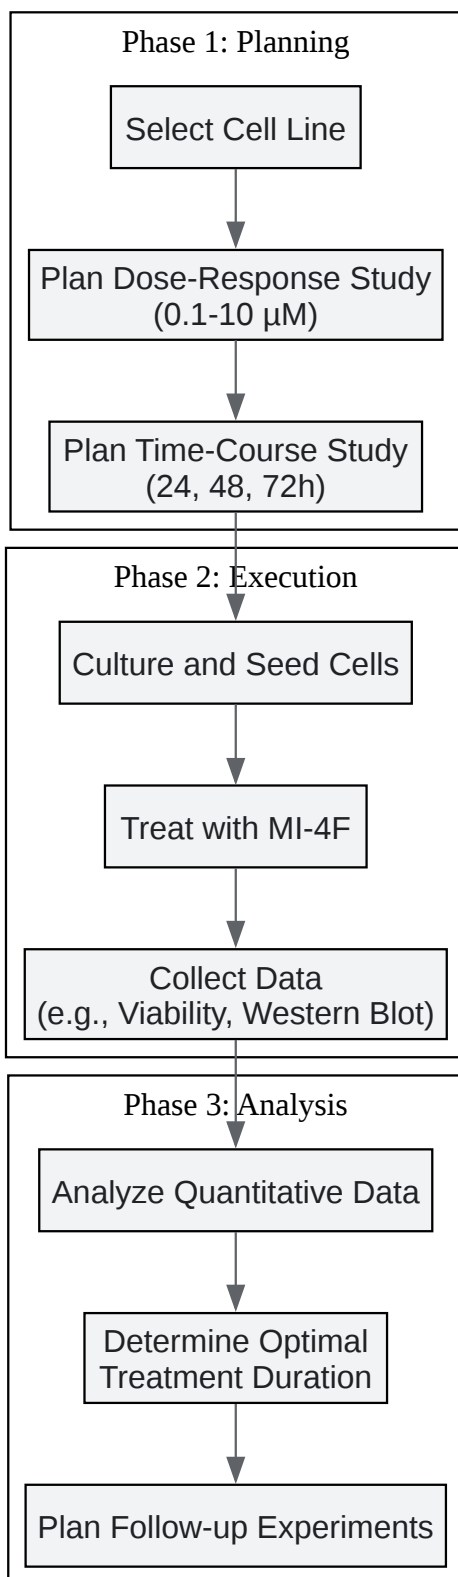 Phase 1: Planning
Select Cell Line
Plan Dose-Response Study
(0.1-10 µM)
Plan Time-Course Study
(24, 48, 72h)
Phase 2: Execution
Culture and Seed Cells
Treat with MI-4F
Collect Data
(e.g., Viability, Western Blot)
Phase 3: Analysis
Analyze Quantitative Data
Determine Optimal
Treatment Duration
Plan Follow-up Experiments